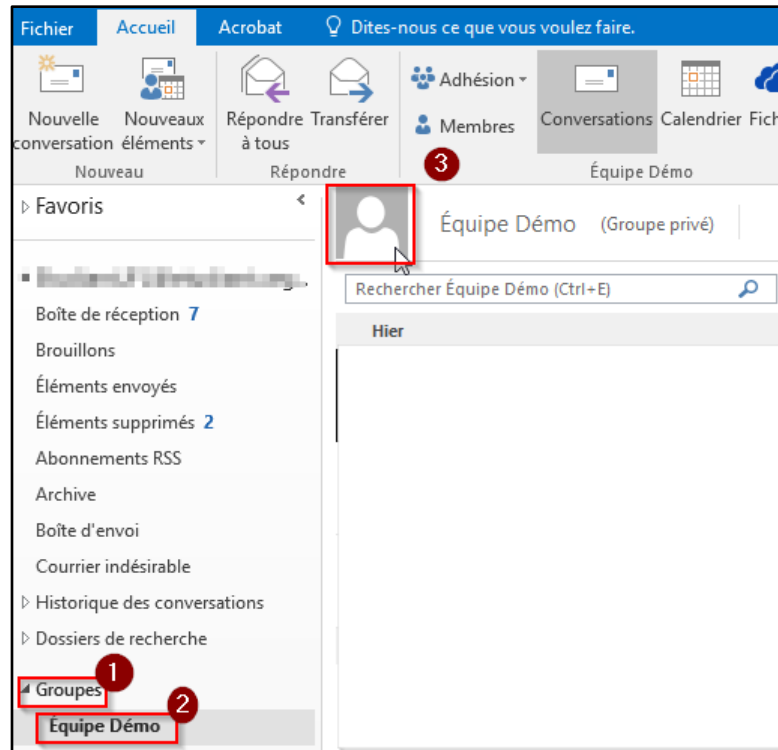 Fichier Accueil Acrobat Dites-nous ce que vous voulez faire.
Nouvelle conversation
Nouveaux éléments
Répondre à tous
Transférer
Adhésion
Membres
Conversations
Calendrier
Fich
Nouveau Répondre Équipe Démo
3
Favoris
Équipe Démo (Groupe privé)
Rechercher Équipe Démo (Ctrl+E)
Hier
Boîte de réception 7
Brouillons
Éléments envoyés
Éléments supprimés 2
Abonnements RSS
Archive
Boîte d'envoi
Courrier indésirable
Historique des conversations
Dossiers de recherche
1
Groupes
2
Équipe Démo